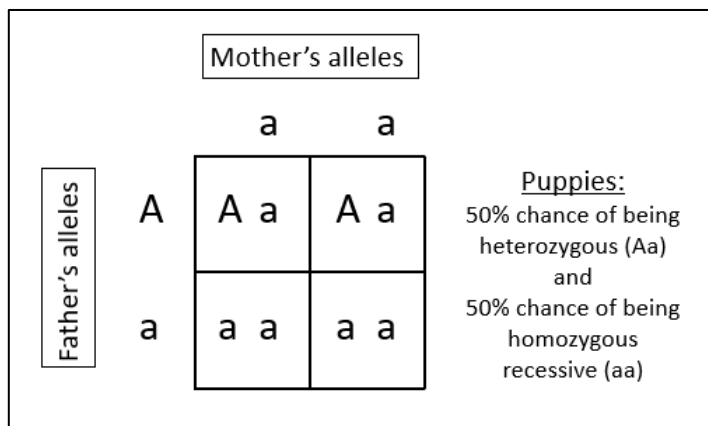 Mother's alleles
a a
Father's alleles
A A a A a
a a a a a
Puppies:
50% chance of being
heterozygous (Aa)
and
50% chance of being
homozygous
recessive (aa)